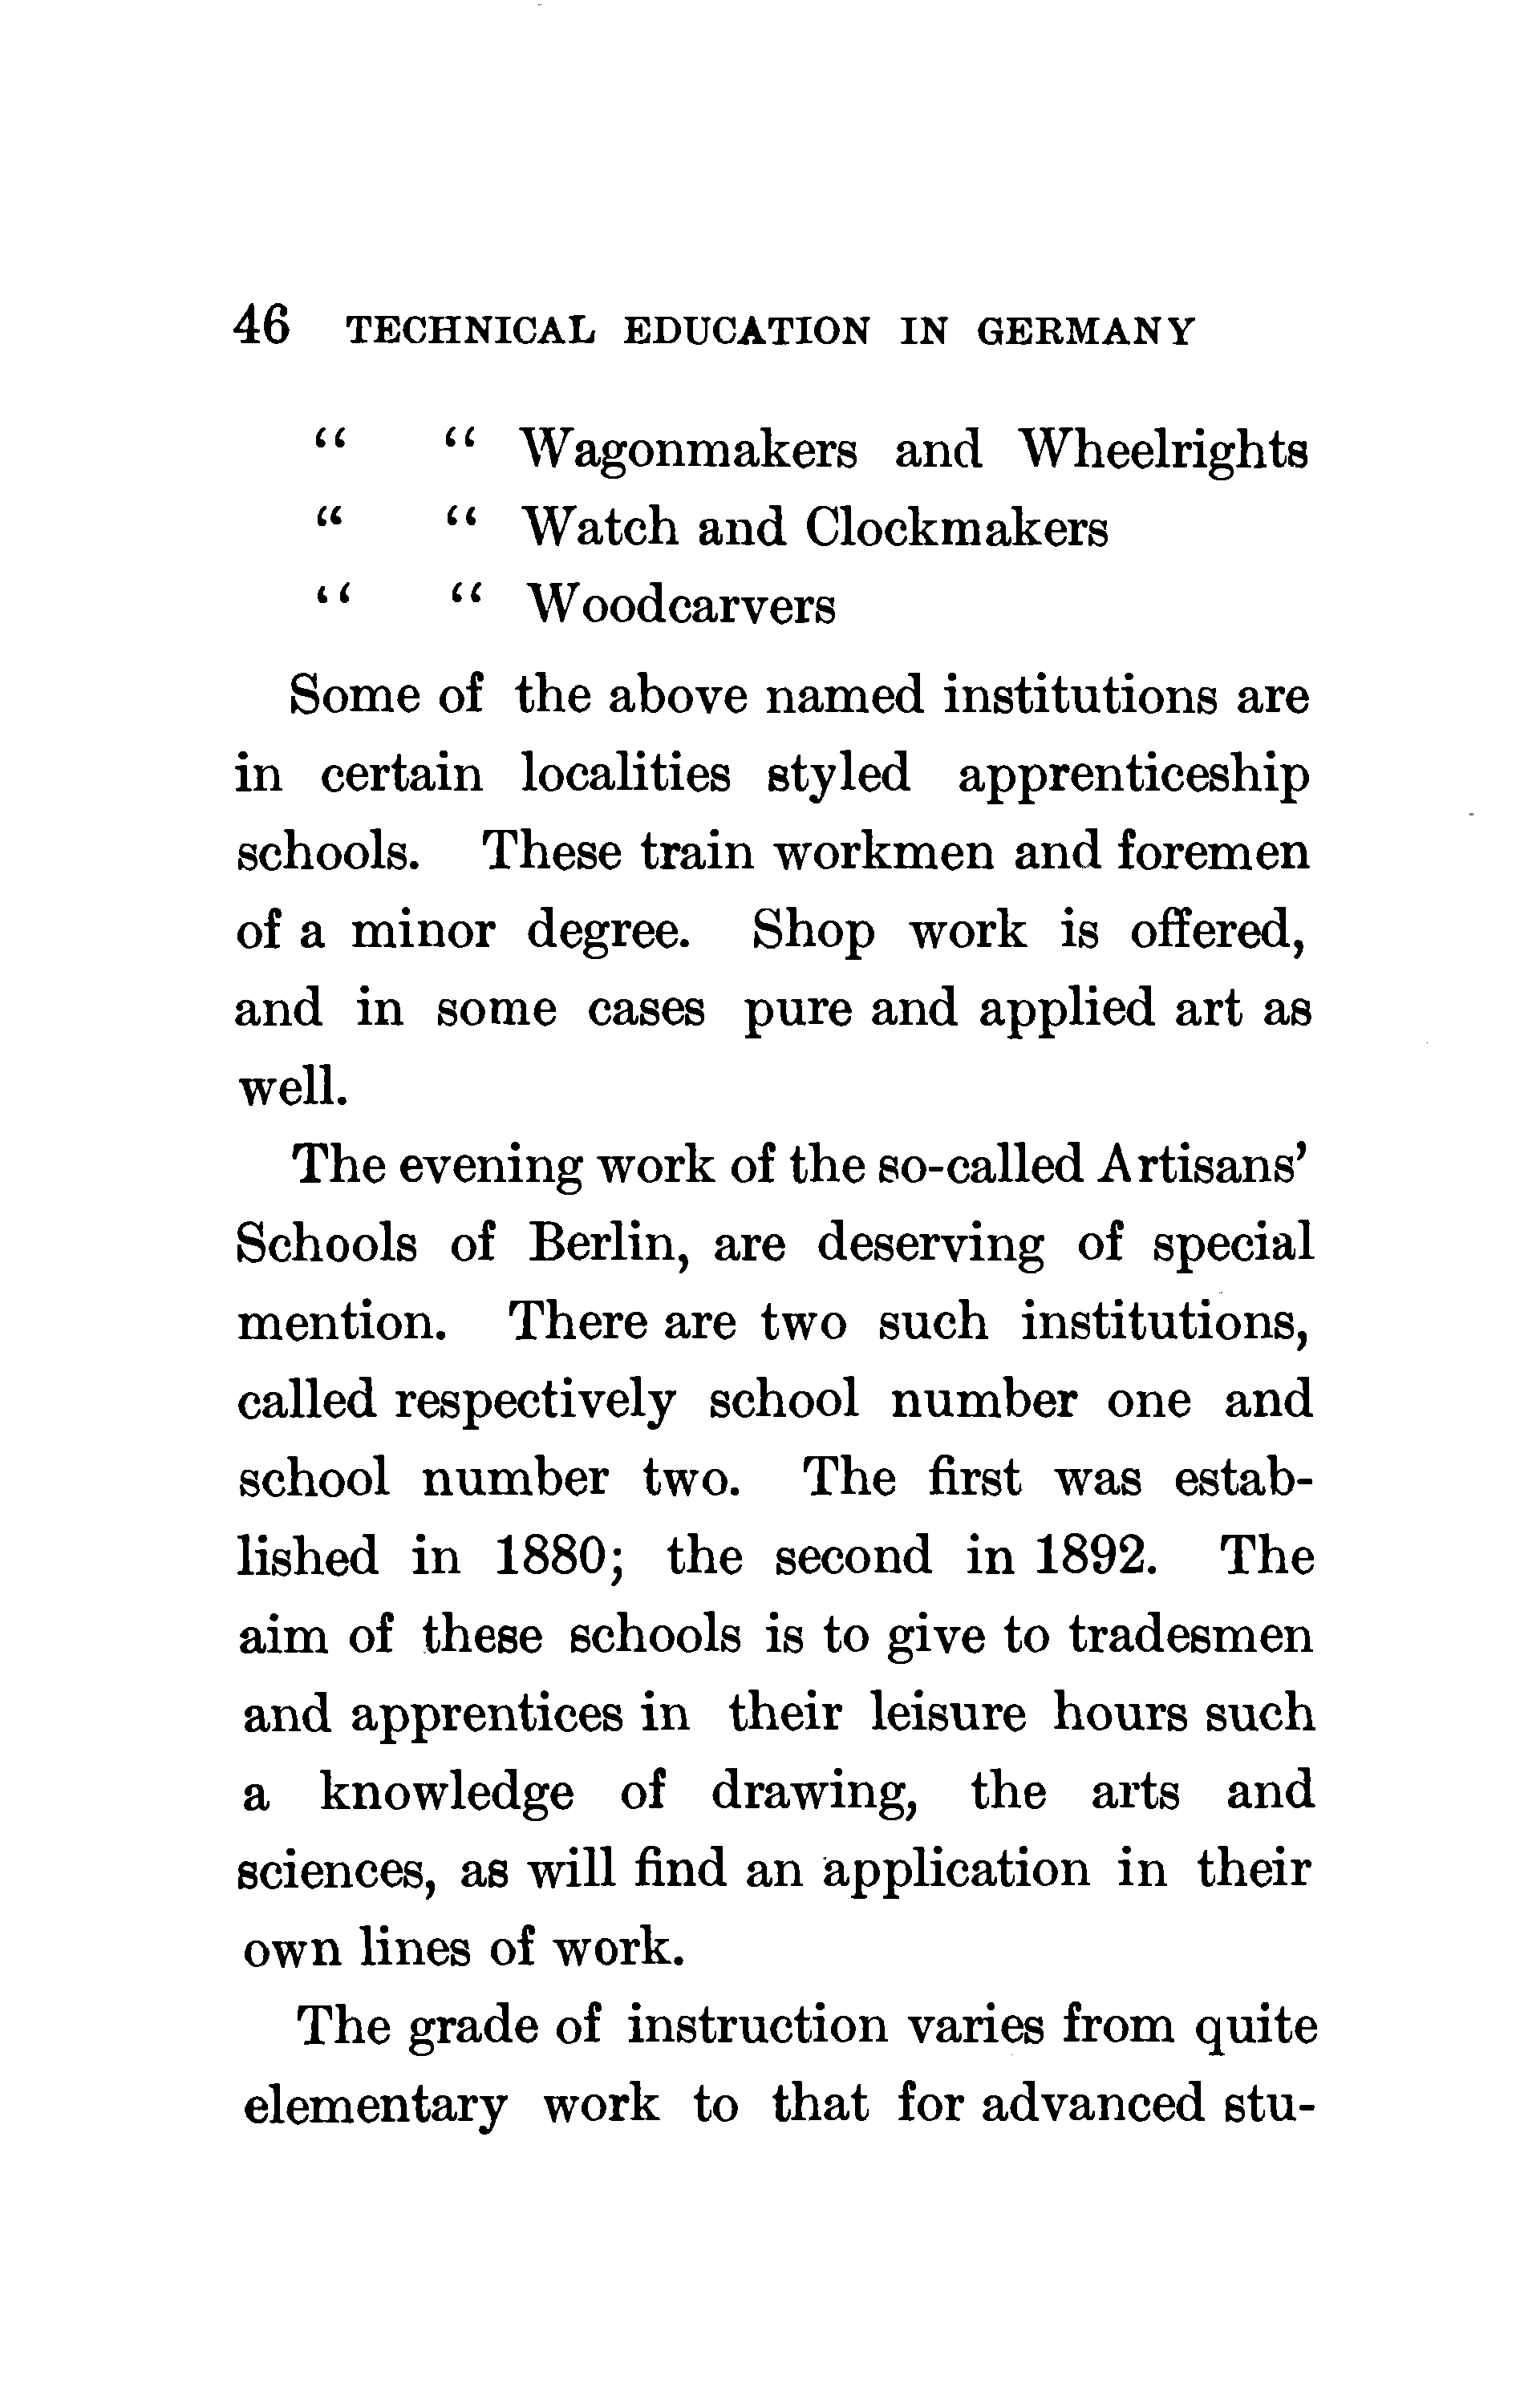 46 TECHNICAL EDUCATION IN GERMANY
“ “ Wagonmakers and Wheelrights
“ “ Watch and Clockmakers
“ “ Woodcarvers
Some of the above named institutions are
in certain localities styled apprenticeship
schools. These train workmen and foremen
of a minor degree. Shop work is offered,
and in some cases pure and applied art as
well.
The evening work of the so-called Artisans’
Schools of Berlin, are deserving of special
mention. There are two such institutions,
called respectively school number one and
school number two. The first was estab-
lished in 1880; the second in 1892. The
aim of these schools is to give to tradesmen
and apprentices in their leisure hours such
a knowledge of drawing, the arts and
sciences, as will find an application in their
own lines of work.
The grade of instruction varies from quite
elementary work to that for advanced stu-